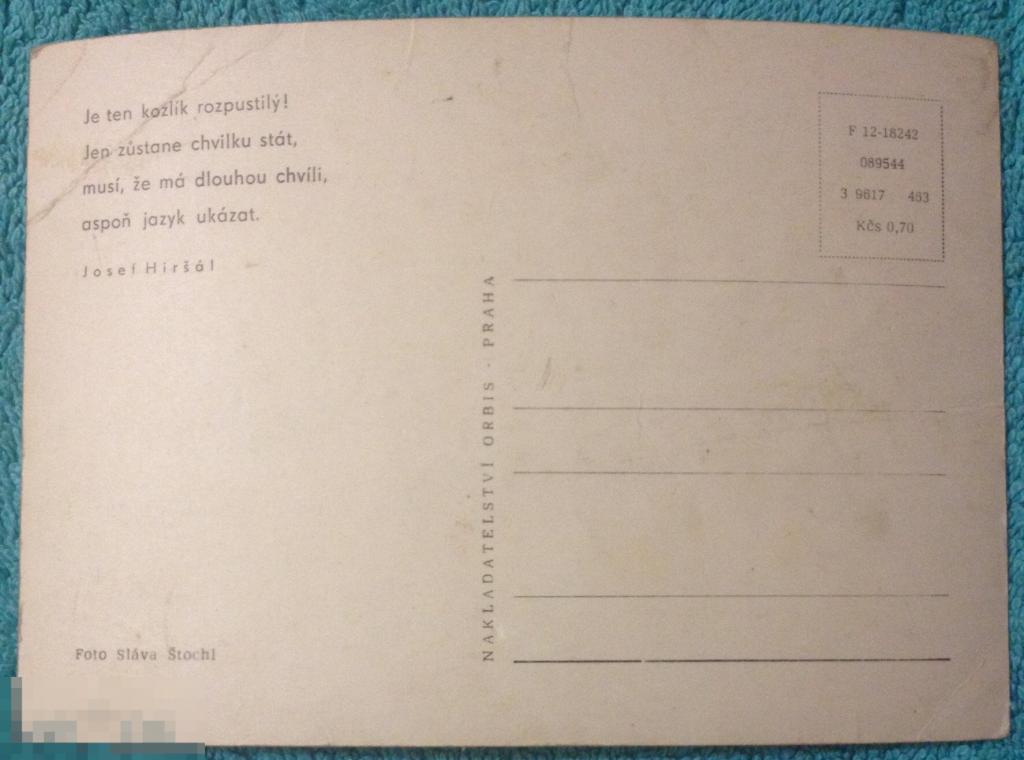 Je ten kozlík rozpustilý!
Jen zůstane chvilku stát,
musí, že má dlouhou chvíli,
aspoň jazyk ukázat.
Josef Hiršál
Foto Sláva Štochl
NAKLADATELSTVÍ ORBIS · PRAHA
F 12-18242
089544
3 9617 463
Kčs 0,70